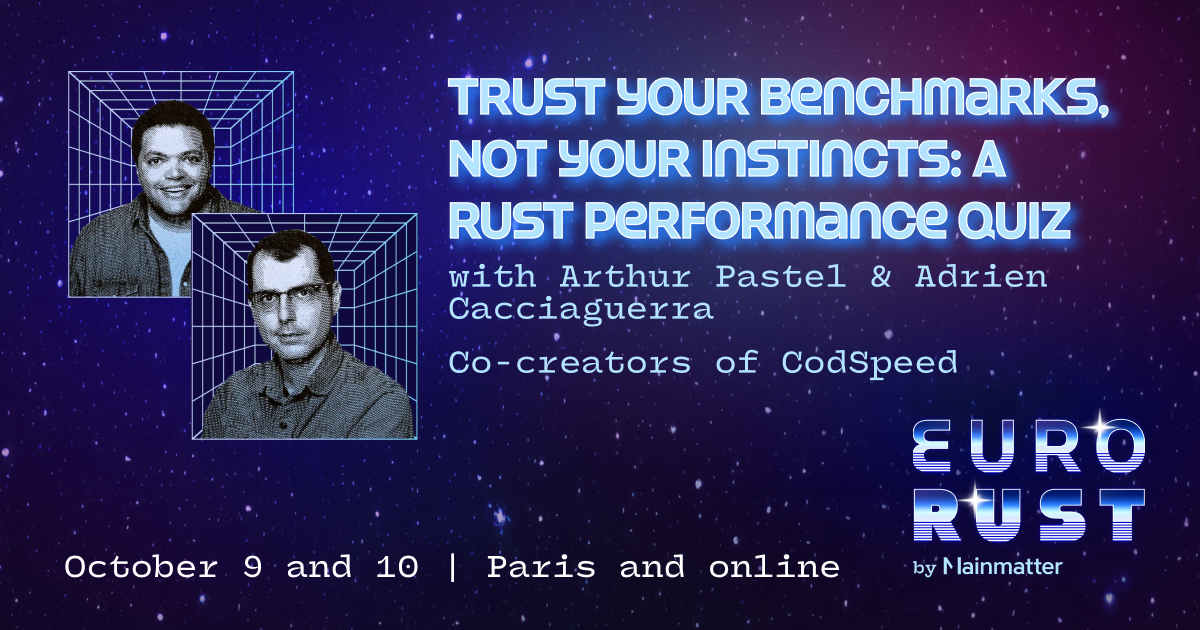 TRUST YOUR BENCHMARKS,
NOT YOUR INSTINCTS: A
RUST PERFORMANCE QUIZ
with Arthur Pastel & Adrien
Cacciaguerra
Co-creators of CodSpeed
EURO
RUST
by Mainmatter
October 9 and 10 | Paris and online